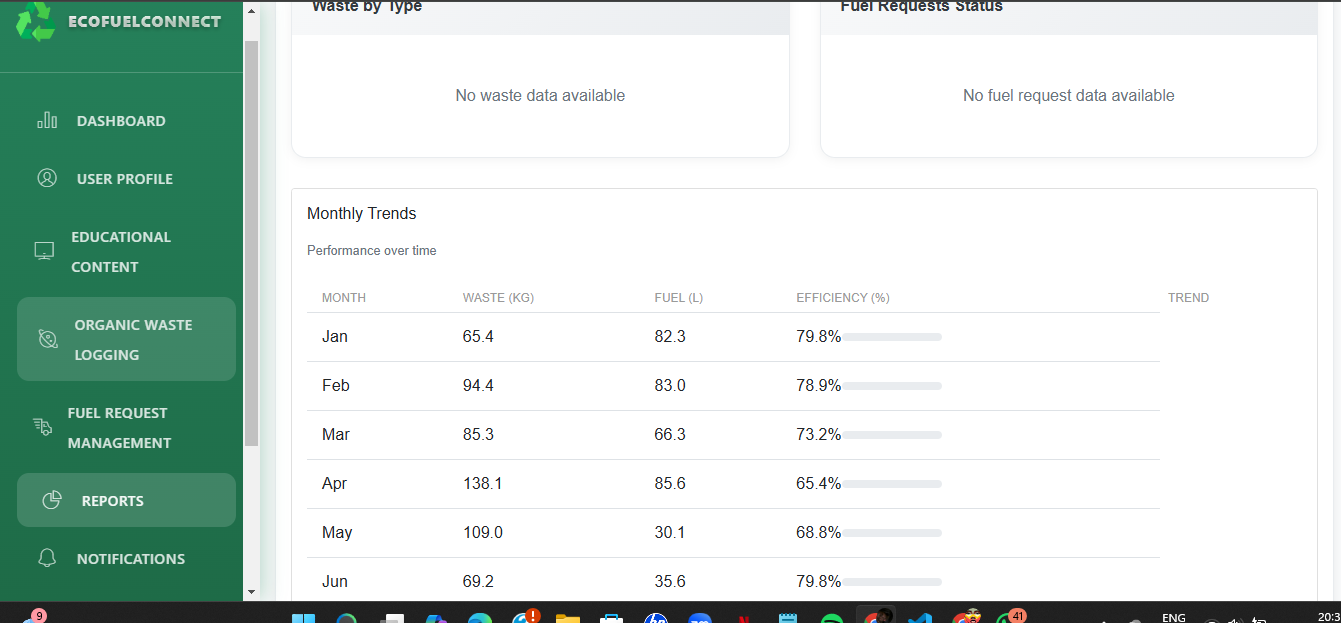 ECOFUELCONNECT
Waste by Type
Fuel Requests Status
DASHBOARD
USER PROFILE
EDUCATIONAL
CONTENT
ORGANIC WASTE
LOGGING
FUEL REQUEST
MANAGEMENT
REPORTS
NOTIFICATIONS
No waste data available
No fuel request data available
Monthly Trends
Performance over time
MONTH WASTE (KG) FUEL (L) EFFICIENCY (%) TREND
Jan 65.4 82.3 79.8%
Feb 94.4 83.0 78.9%
Mar 85.3 66.3 73.2%
Apr 138.1 85.6 65.4%
May 109.0 30.1 68.8%
Jun 69.2 35.6 79.8%
9
41
ENG